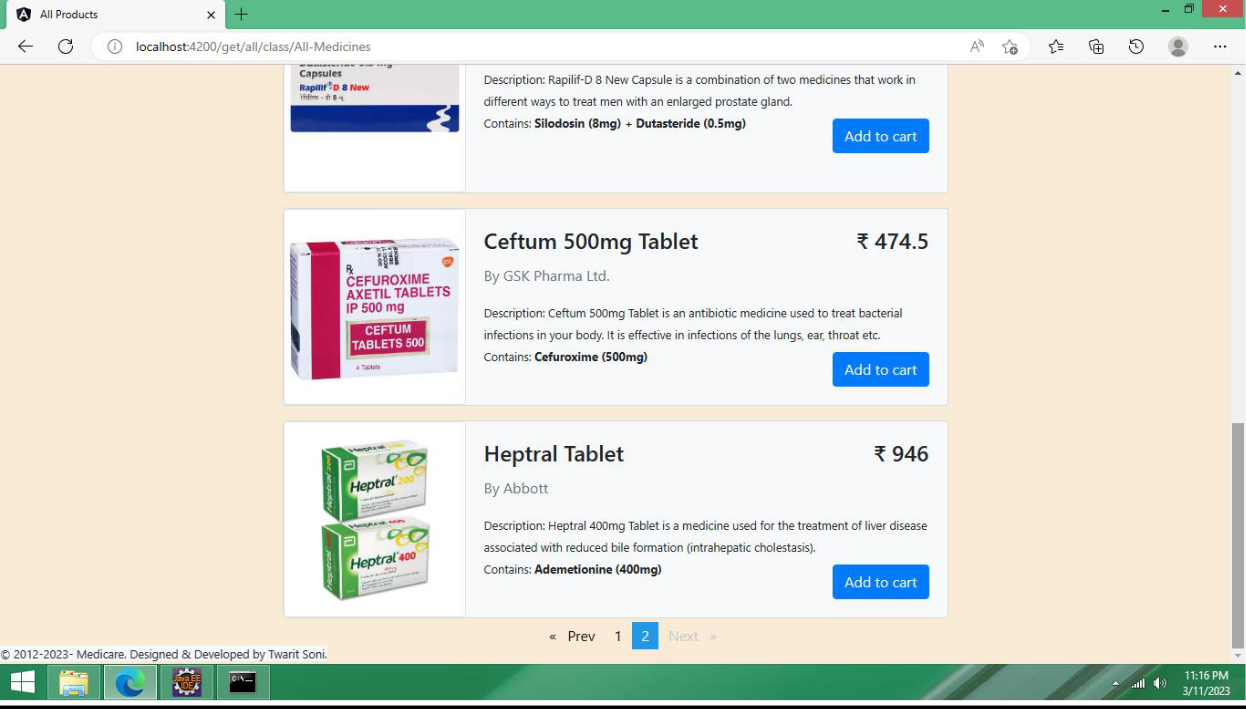 All Products
localhost:4200/get/all/class/All-Medicines
Capsules
Rapilif-D 8 New
Description: Rapilif-D 8 New Capsule is a combination of two medicines that work in
different ways to treat men with an enlarged prostate gland.
Contains: Silodosin (8mg) + Dutasteride (0.5mg)
Add to cart
Rx
CEFUROXIME
AXETIL TABLETS
IP 500 mg
CEFTUM
TABLETS 500
4 Tablets
gsk
Ceftum 500mg Tablet
₹ 474.5
By GSK Pharma Ltd.
Description: Ceftum 500mg Tablet is an antibiotic medicine used to treat bacterial
infections in your body. It is effective in infections of the lungs, ear, throat etc.
Contains: Cefuroxime (500mg)
Add to cart
Heptral 200
Heptral 400
Heptral Tablet
₹ 946
By Abbott
Description: Heptral 400mg Tablet is a medicine used for the treatment of liver disease
associated with reduced bile formation (intrahepatic cholestasis).
Contains: Ademetionine (400mg)
Add to cart
« Prev 1 2 Next »
© 2012-2023- Medicare. Designed & Developed by Twarit Soni.
Java EE
IDE
C:\_
11:16 PM
3/11/2023